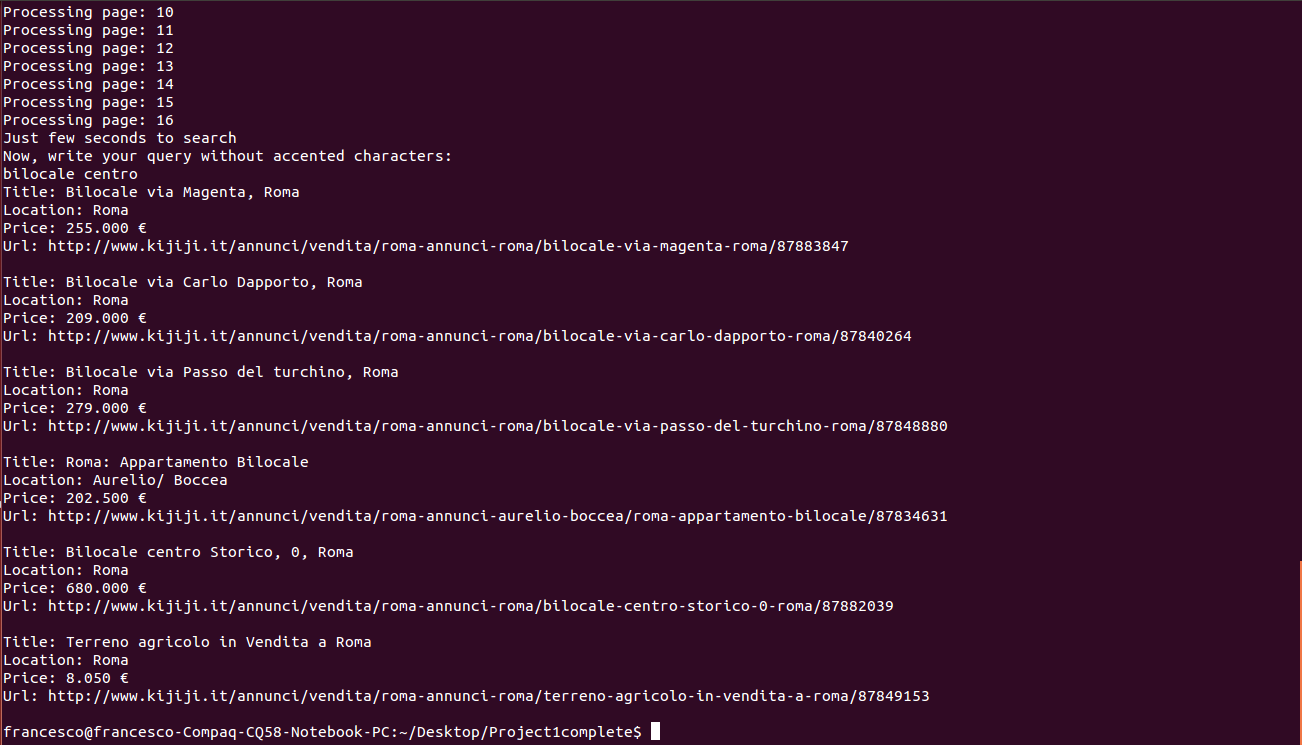 Processing page: 10
Processing page: 11
Processing page: 12
Processing page: 13
Processing page: 14
Processing page: 15
Processing page: 16
Just few seconds to search
Now, write your query without accented characters:
bilocale centro
Title: Bilocale via Magenta, Roma
Location: Roma
Price: 255.000 €
Url: http://www.kijiji.it/annunci/vendita/roma-annunci-roma/bilocale-via-magenta-roma/87883847
Title: Bilocale via Carlo Dapporto, Roma
Location: Roma
Price: 209.000 €
Url: http://www.kijiji.it/annunci/vendita/roma-annunci-roma/bilocale-via-carlo-dapporto-roma/87840264
Title: Bilocale via Passo del turchino, Roma
Location: Roma
Price: 279.000 €
Url: http://www.kijiji.it/annunci/vendita/roma-annunci-roma/bilocale-via-passo-del-turchino-roma/87848880
Title: Roma: Appartamento Bilocale
Location: Aurelio/ Boccea
Price: 202.500 €
Url: http://www.kijiji.it/annunci/vendita/roma-annunci-aurelio-boccea/roma-appartamento-bilocale/87834631
Title: Bilocale centro Storico, 0, Roma
Location: Roma
Price: 680.000 €
Url: http://www.kijiji.it/annunci/vendita/roma-annunci-roma/bilocale-centro-storico-0-roma/87882039
Title: Terreno agricolo in Vendita a Roma
Location: Roma
Price: 8.050 €
Url: http://www.kijiji.it/annunci/vendita/roma-annunci-roma/terreno-agricolo-in-vendita-a-roma/87849153
francesco@francesco-Compaq-CQ58-Notebook-PC:~/Desktop/Project1complete$